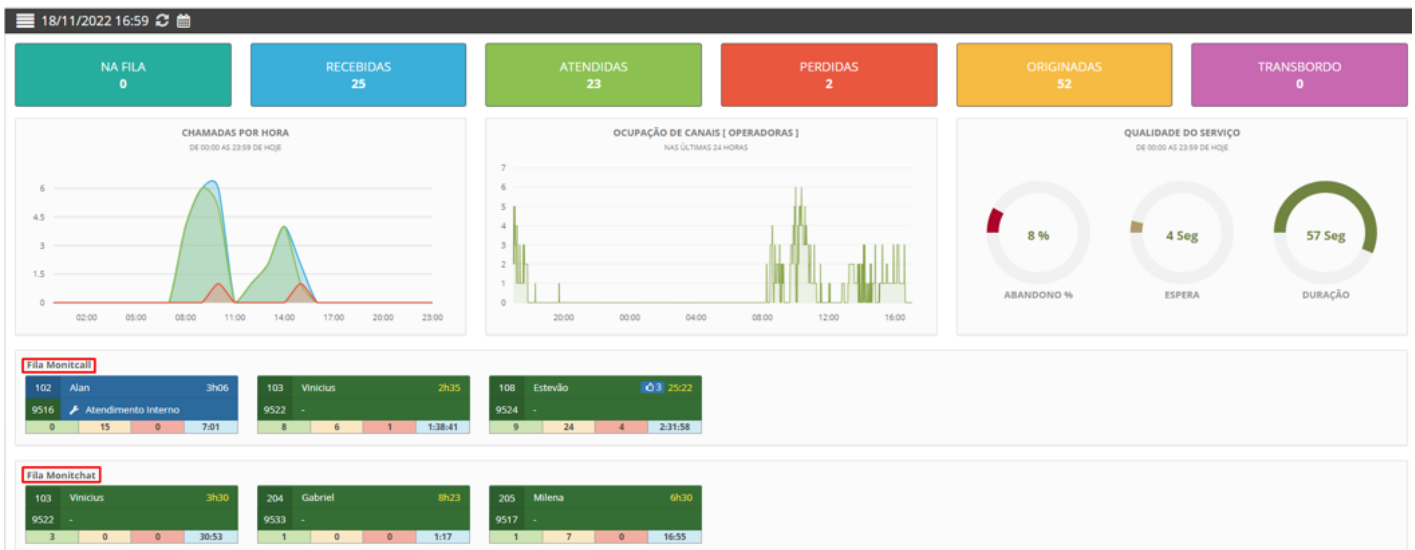 18/11/2022 16:59
NA FILA
0
RECEBIDAS
25
ATENDIDAS
23
PERDIDAS
2
ORIGINADAS
52
TRANSBORDO
0
CHAMADAS POR HORA
DE 00:00 AS 23:59 DE HOJE
6
4.5
3
1.5
0
02:00 05:00 08:00 11:00 14:00 17:00 20:00 23:00
OCUPAÇÃO DE CANAIS [ OPERADORAS ]
NAS ÚLTIMAS 24 HORAS
7
6
5
4
3
2
1
0
20:00 00:00 04:00 08:00 12:00 16:00
QUALIDADE DO SERVIÇO
DE 00:00 AS 23:59 DE HOJE
8 % 4 Seg 57 Seg
ABANDONO % ESPERA DURAÇÃO
Fila Monitcall
102 Alan 3h06
9516 Atendimento Interno
0 15 0 7:01
103 Vinicius 2h35
9522 -
8 6 1 1:38:41
108 Estevão 3 25:22
9524 -
9 24 4 2:31:58
Fila Monitchat
103 Vinicius 3h30
9522 -
3 0 0 30:53
204 Gabriel 8h23
9533 -
1 0 0 1:17
205 Milena 6h30
9517 -
1 7 0 16:55